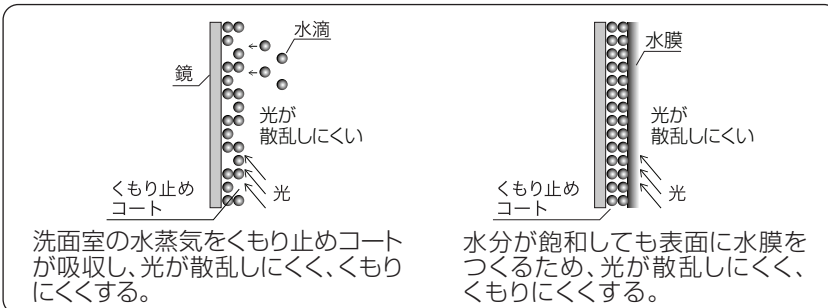 水滴
鏡
光が
散乱しにくい
くもり止め
コート
光
洗面室の水蒸気をくもり止めコート
が吸収し、光が散乱しにくく、くもり
にくくする。
水膜
光が
散乱しにくい
くもり止め
コート
光
水分が飽和しても表面に水膜を
つくるため、光が散乱しにくく、
くもりにくくする。